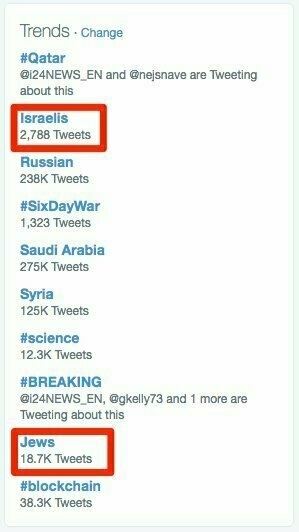 Trends · Change
#Qatar
@i24NEWS_EN and @nejsnave are Tweeting
about this
Israelis
2,788 Tweets
Russian
238K Tweets
#SixDayWar
1,323 Tweets
Saudi Arabia
275K Tweets
Syria
125K Tweets
#science
12.3K Tweets
#BREAKING
@i24NEWS_EN, @gkelly73 and 1 more are
Tweeting about this
Jews
18.7K Tweets
#blockchain
38.3K Tweets